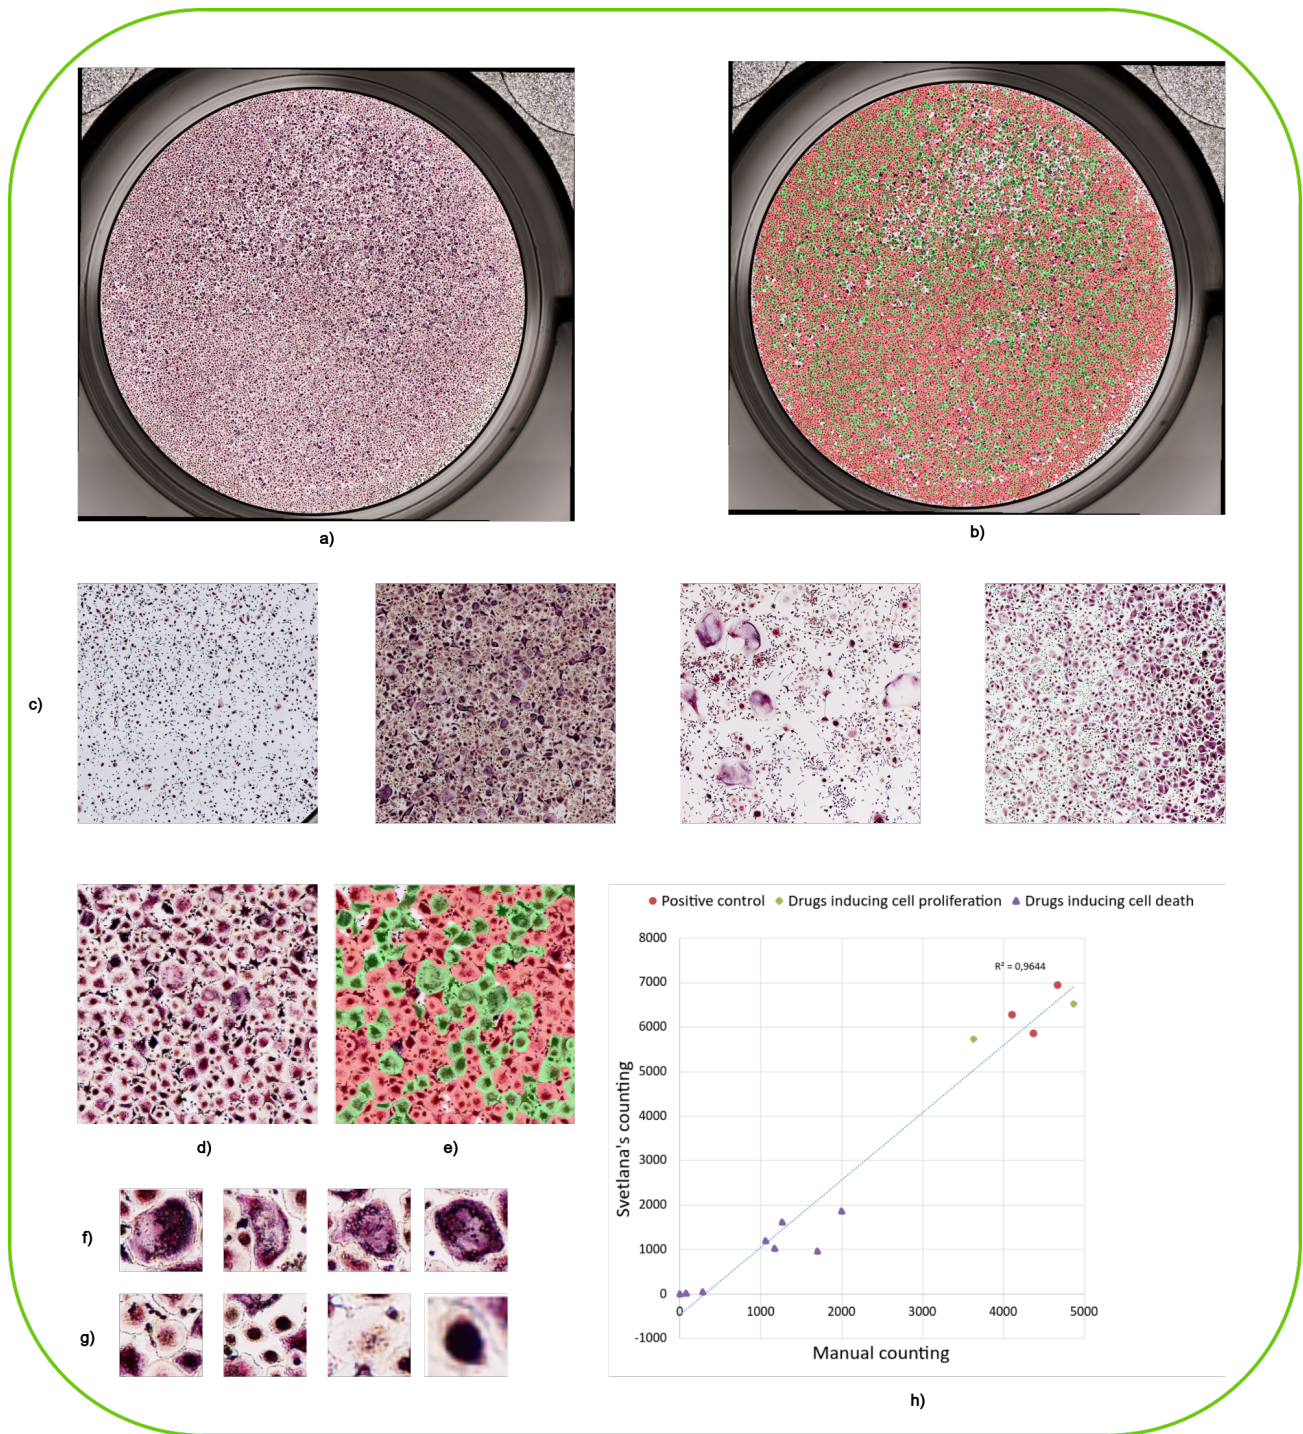 a)
b)
c)
d)
e)
f)
g)
Positive control
Drugs inducing cell proliferation
Drugs inducing cell death
8000
7000
6000
5000
4000
3000
2000
1000
0
-1000
R² = 0,9644
0
1000
2000
3000
4000
5000
Svetlana's counting
Manual counting
h)